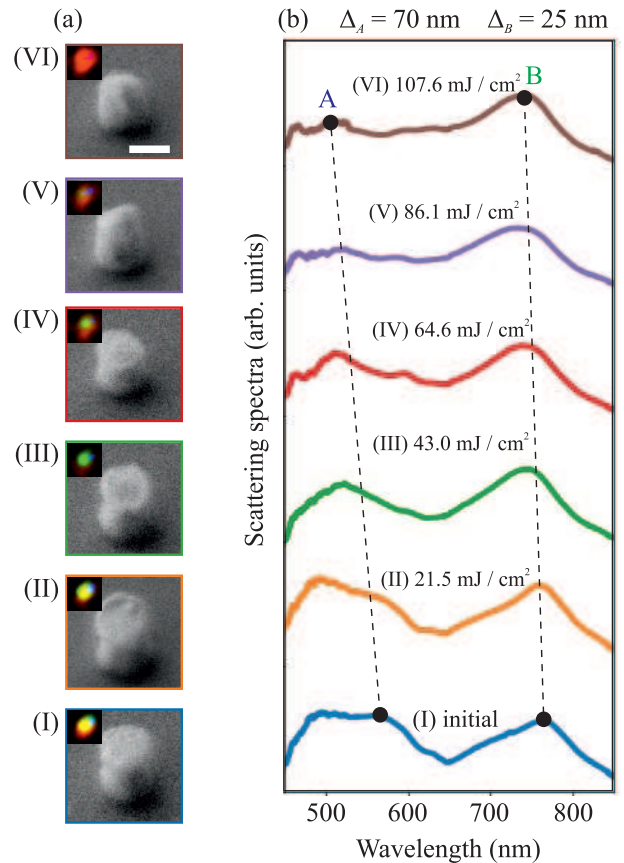 (a)
(VI)
(V)
(IV)
(III)
(II)
(I)
(b) Δ_A = 70 nm Δ_B = 25 nm
A B
(VI) 107.6 mJ / cm²
(V) 86.1 mJ / cm²
(IV) 64.6 mJ / cm²
(III) 43.0 mJ / cm²
(II) 21.5 mJ / cm²
(I) initial
Scattering spectra (arb. units)
500 600 700 800
Wavelength (nm)